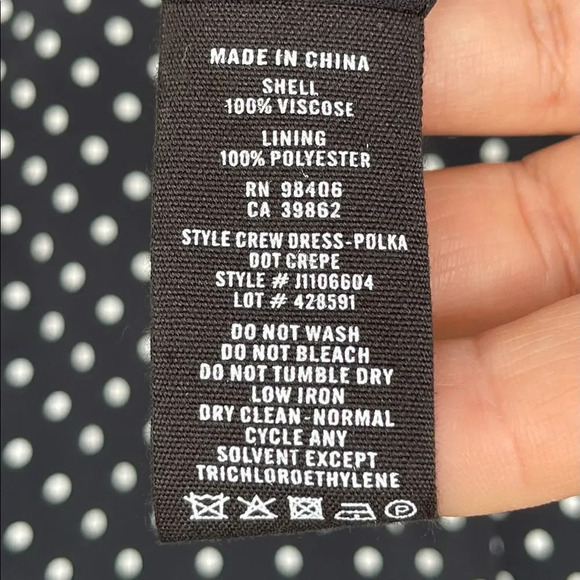 MADE IN CHINA
SHELL
100% VISCOSE
LINING
100% POLYESTER
RN 98406
CA 39862
STYLE CREW DRESS-POLKA
DOT CREPE
STYLE # J1106604
LOT # 428591
DO NOT WASH
DO NOT BLEACH
DO NOT TUMBLE DRY
LOW IRON
DRY CLEAN-NORMAL
CYCLE ANY
SOLVENT EXCEPT
TRICHLOROETHYLENE
P